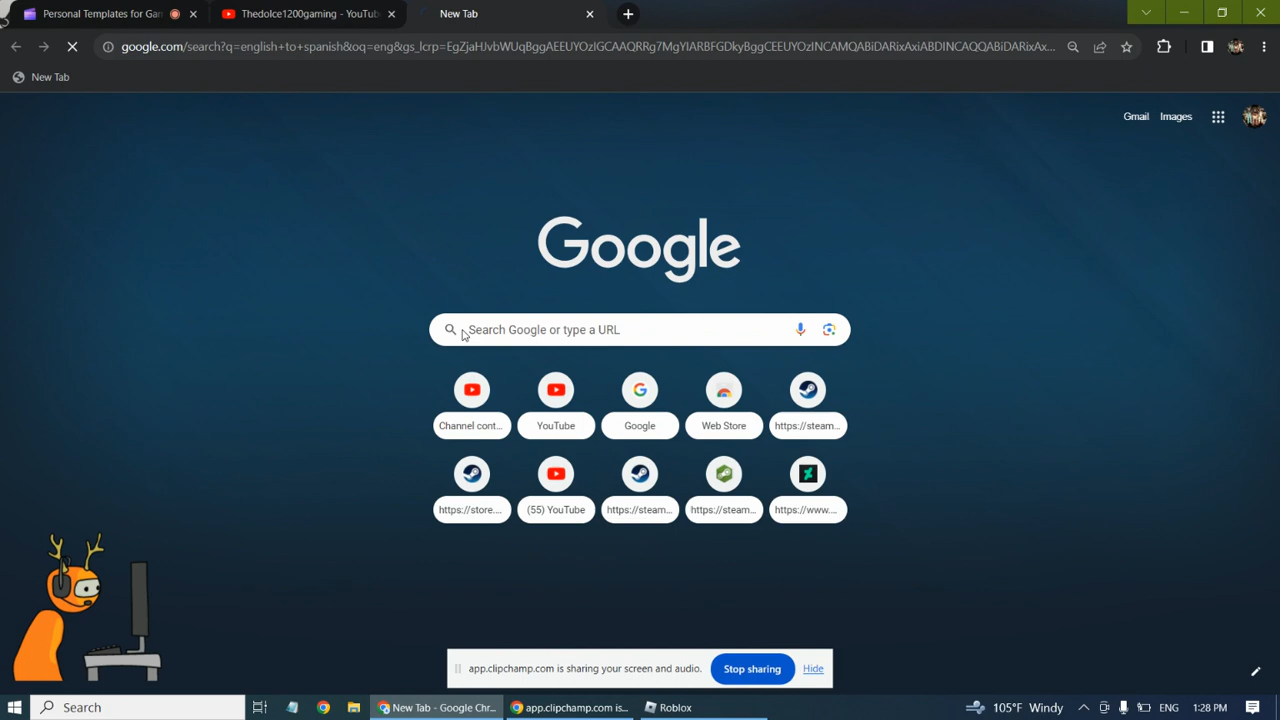 Personal Templates for Gar
Thedolce1200gaming - YouTub
New Tab
google.com/search?q=english+to+spanish&oq=eng&gs_lcrp=EgZjaHJvbWUqBggAEEUYOzIGCAAQRRg7MgYIARBFGDkyBggCEEUYOzINCAMQABiDARixAxiABDINCAQQABiDARixAx...
New Tab
Gmail Images
Google
Search Google or type a URL
Channel cont... YouTube Google Web Store https://steam...
https://store.... (55) YouTube https://steam... https://steam... https://www....
app.clipchamp.com is sharing your screen and audio. Stop sharing Hide
Search New Tab - Google Chr... app.clipchamp.com is... Roblox 105°F Windy ENG 1:28 PM